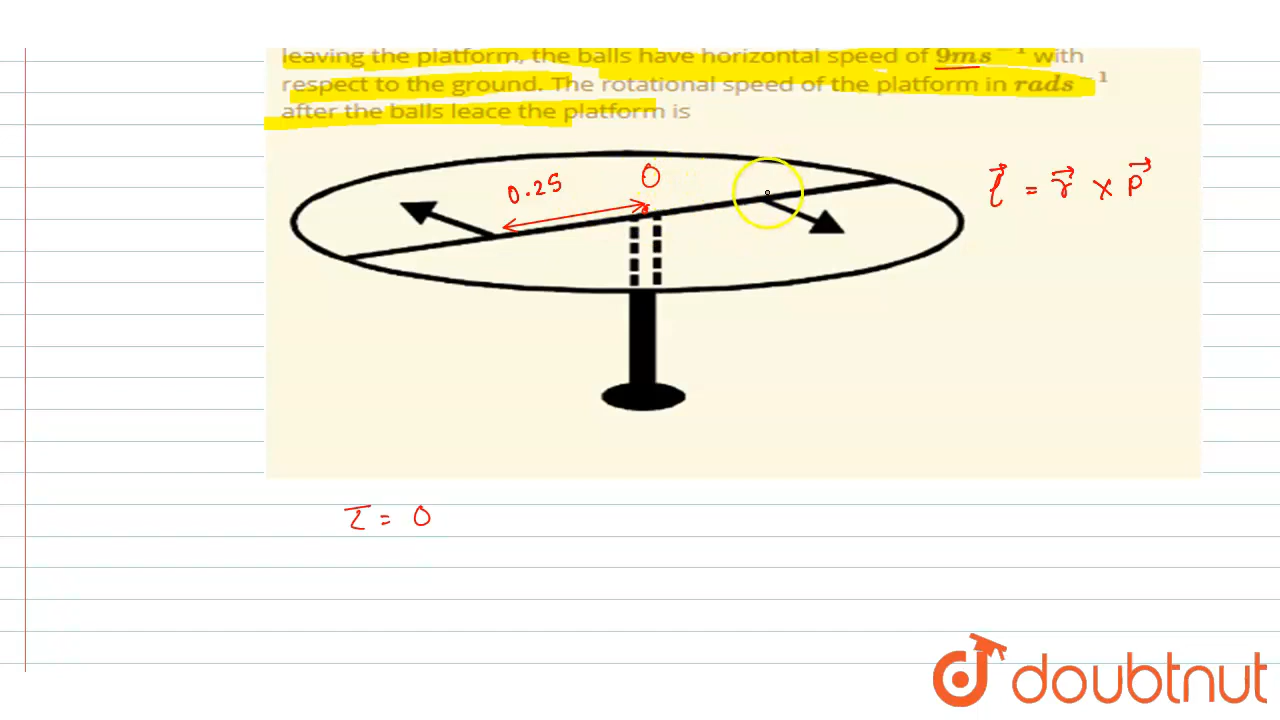 leaving the platform, the balls have horizontal speed of 9ms⁻¹ with
respect to the ground. The rotational speed of the platform in rads⁻¹
after the balls leace the platform is
0.25
O
l⃗ = r⃗ × p⃗
τ = 0
doubtnut